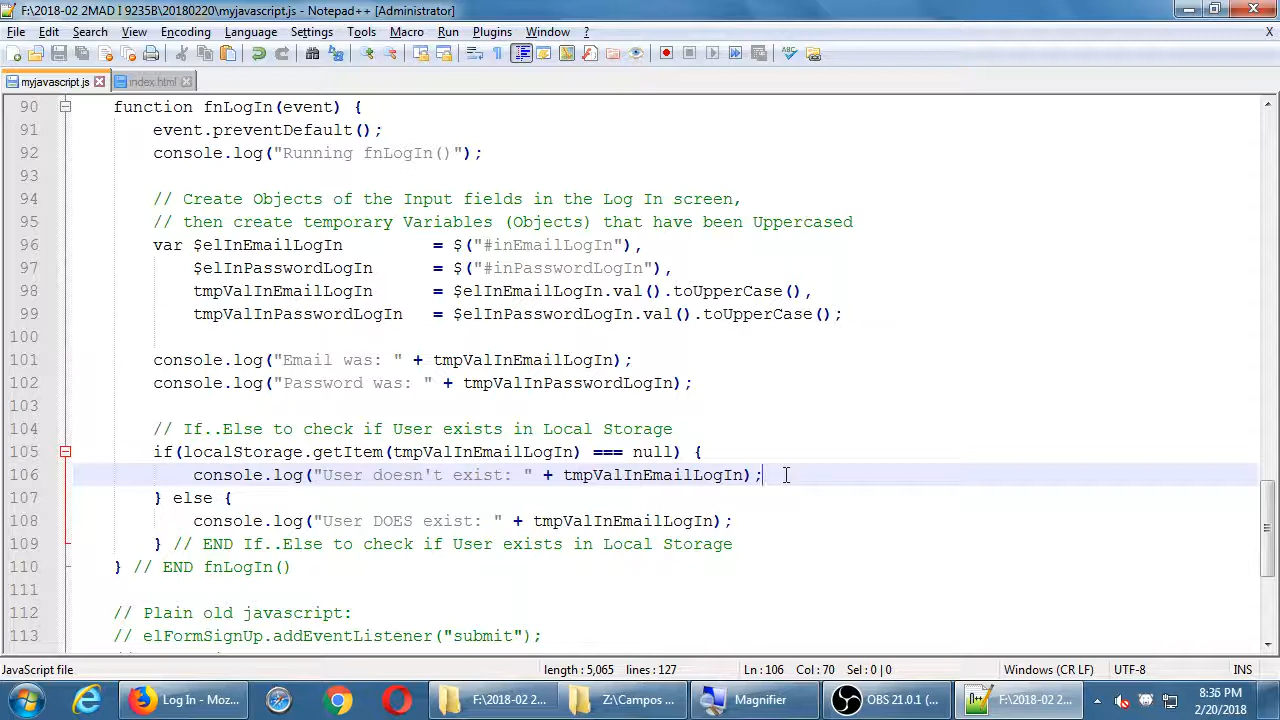 F:\2018-02 2MAD I 9235B\20180220\myjavascript.js - Notepad++ [Administrator]
File Edit Search View Encoding Language Settings Tools Macro Run Plugins Window ? X
myjavascript.js index.html
90 function fnLogIn(event) {
91 event.preventDefault();
92 console.log("Running fnLogIn()");
93
94 // Create Objects of the Input fields in the Log In screen,
95 // then create temporary Variables (Objects) that have been Uppercased
96 var $elInEmailLogIn = $("#inEmailLogIn"),
97 $elInPasswordLogIn = $("#inPasswordLogIn"),
98 tmpValInEmailLogIn = $elInEmailLogIn.val().toUpperCase(),
99 tmpValInPasswordLogIn = $elInPasswordLogIn.val().toUpperCase();
100
101 console.log("Email was: " + tmpValInEmailLogIn);
102 console.log("Password was: " + tmpValInPasswordLogIn);
103
104 // If..Else to check if User exists in Local Storage
105 if(localStorage.getItem(tmpValInEmailLogIn) === null) {
106 console.log("User doesn't exist: " + tmpValInEmailLogIn);
107 } else {
108 console.log("User DOES exist: " + tmpValInEmailLogIn);
109 } // END If..Else to check if User exists in Local Storage
110 } // END fnLogIn()
111
112 // Plain old javascript:
113 // elFormSignUp.addEventListener("submit");
JavaScript file length : 5,065 lines : 127 Ln : 106 Col : 70 Sel : 0 | 0 Windows (CR LF) UTF-8 INS
Log In - Moz... F:\2018-02 2... Z:\Campos ... Magnifier OBS 21.0.1 (... F:\2018-02 2... 8:36 PM
2/20/2018